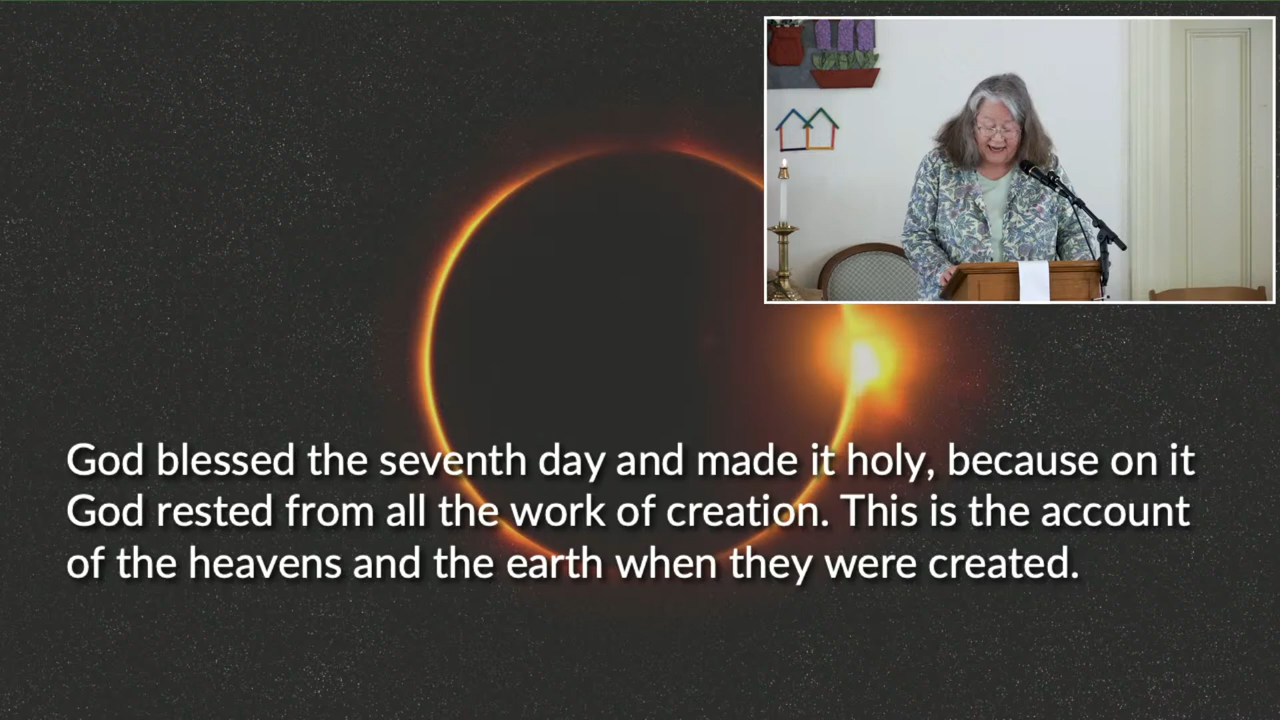 God blessed the seventh day and made it holy, because on it
God rested from all the work of creation. This is the account
of the heavens and the earth when they were created.